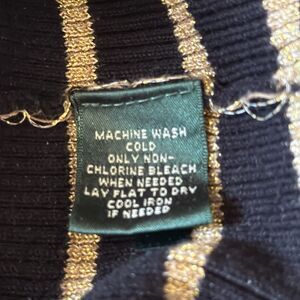 MACHINE WASH
COLD
ONLY NON-
CHLORINE BLEACH
WHEN NEEDED
LAY FLAT TO DRY
COOL IRON
IF NEEDED